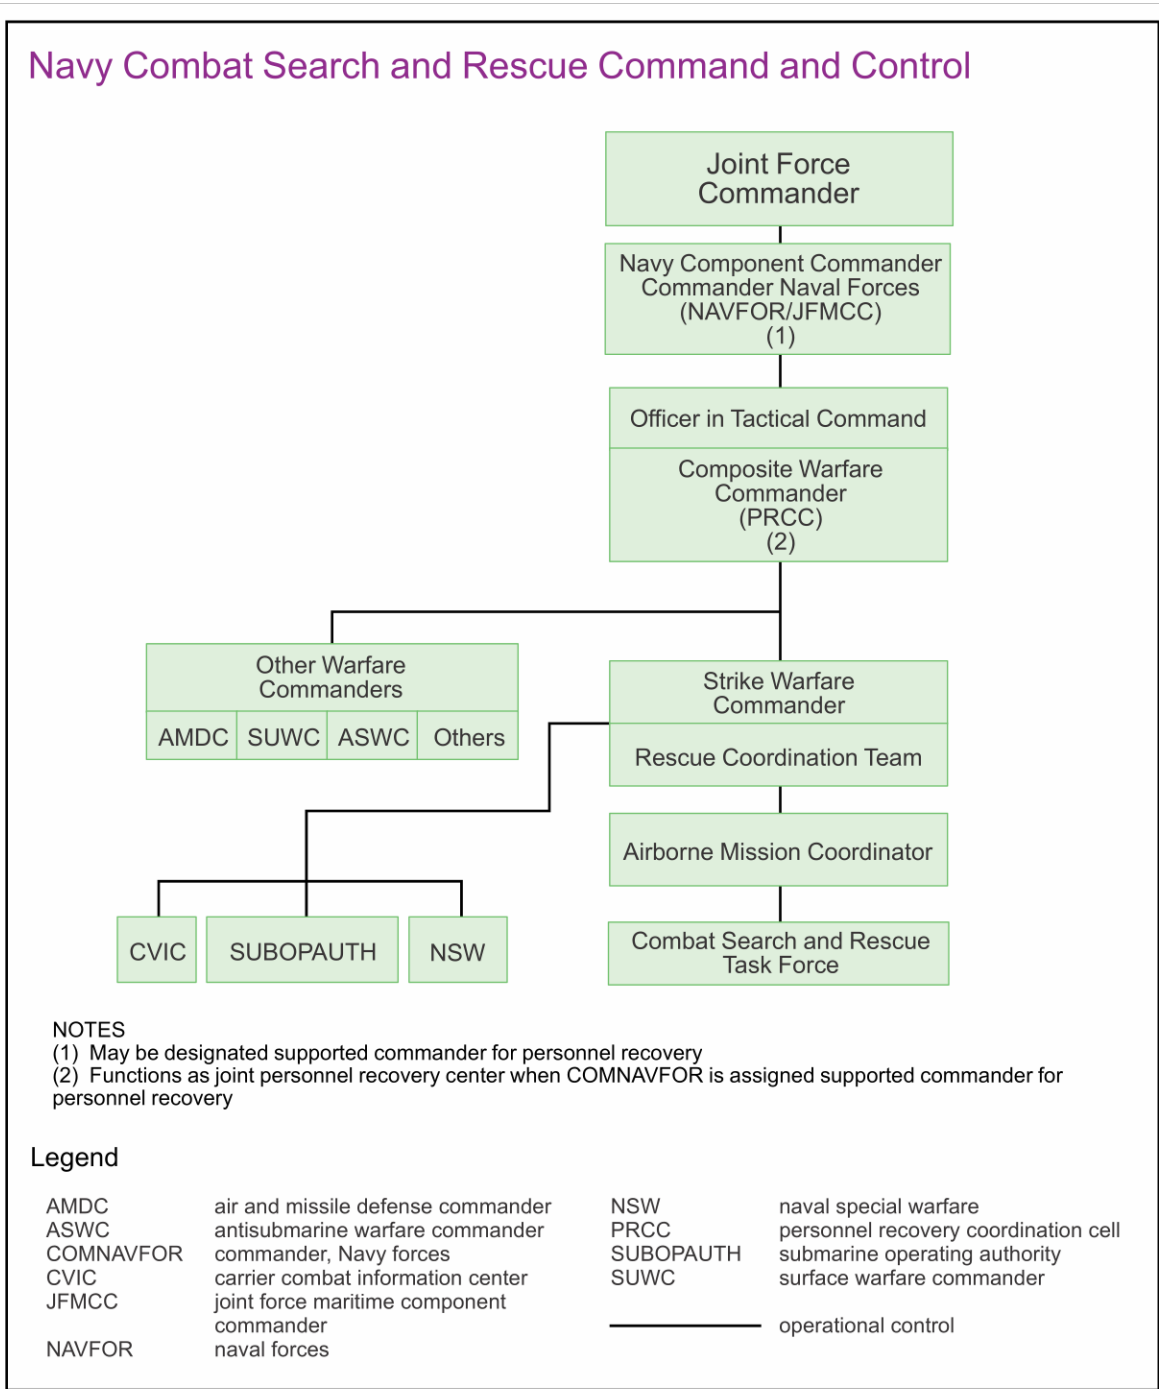 Navy Combat Search and Rescue Command and Control
Joint Force
Commander
Navy Component Commander
Commander Naval Forces
(NAVFOR/JFMCC)
(1)
Officer in Tactical Command
Composite Warfare
Commander
(PRCC)
(2)
Other Warfare
Commanders
AMDC SUWC ASWC Others
Strike Warfare
Commander
Rescue Coordination Team
Airborne Mission Coordinator
CVIC SUBOPAUTH NSW
Combat Search and Rescue
Task Force
NOTES
(1) May be designated supported commander for personnel recovery
(2) Functions as joint personnel recovery center when COMNAVFOR is assigned supported commander for
personnel recovery
Legend
AMDC air and missile defense commander
ASWC antisubmarine warfare commander
COMNAVFOR commander, Navy forces
CVIC carrier combat information center
JFMCC joint force maritime component
commander
NAVFOR naval forces
NSW naval special warfare
PRCC personnel recovery coordination cell
SUBOPAUTH submarine operating authority
SUWC surface warfare commander
operational control